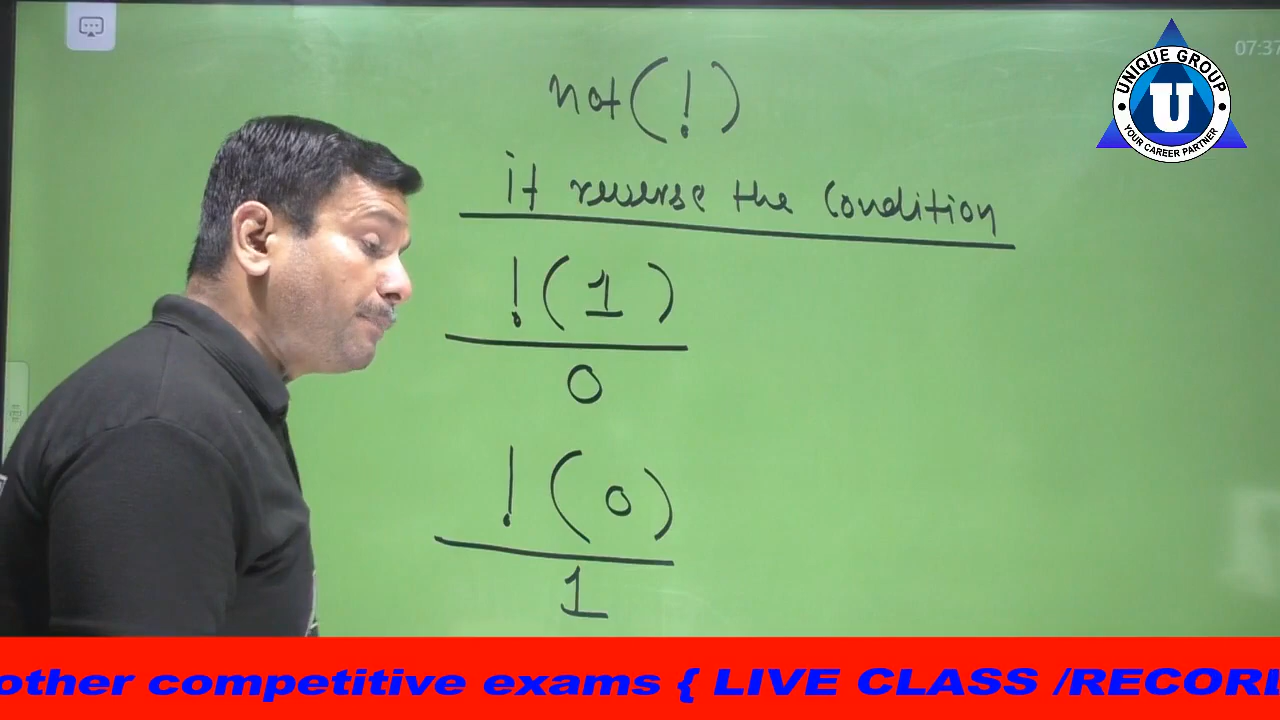 not (!)
07:37
UNIQUE GROUP
U
YOUR CAREER PARTNER
it reverse the condition
!(1)
0
!(0)
1
other competitive exams { LIVE CLASS /RECORD